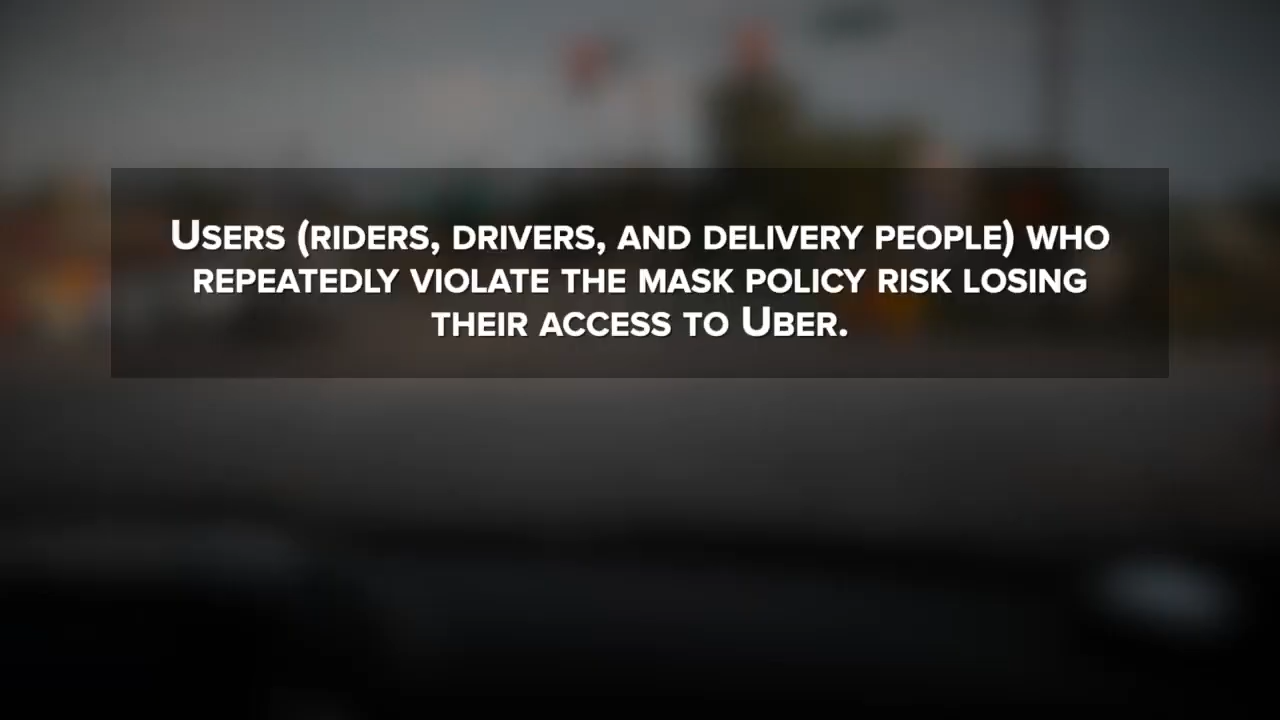 Users (riders, drivers, and delivery people) who
repeatedly violate the mask policy risk losing
their access to Uber.